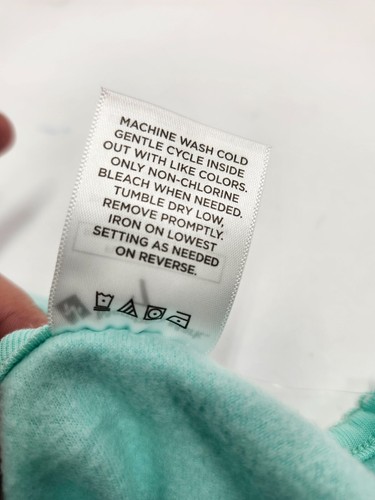 MACHINE WASH COLD
GENTLE CYCLE INSIDE
OUT WITH LIKE COLORS.
ONLY NON-CHLORINE
BLEACH WHEN NEEDED.
TUMBLE DRY LOW,
REMOVE PROMPTLY.
IRON ON LOWEST
SETTING AS NEEDED
ON REVERSE.